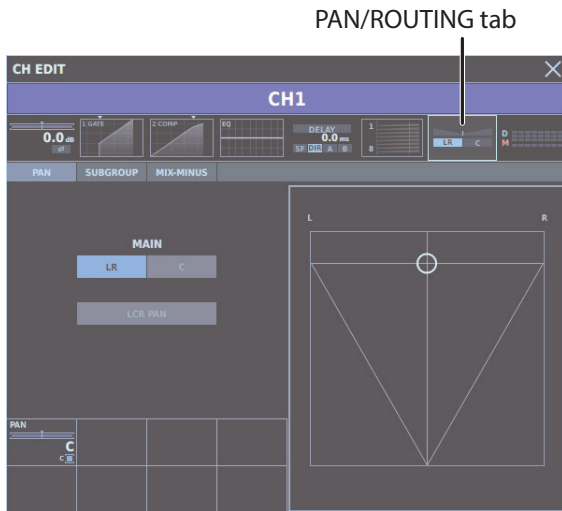 PAN/ROUTING tab
CH EDIT
CH1
0.0 dB
Ø
1 GATE
2 COMP
EQ
DELAY
0.0 ms
SF DIR A B
1
8
LR C
D
M
PAN SUBGROUP MIX-MINUS
MAIN
LR C
LCR PAN
L R
PAN
C
C